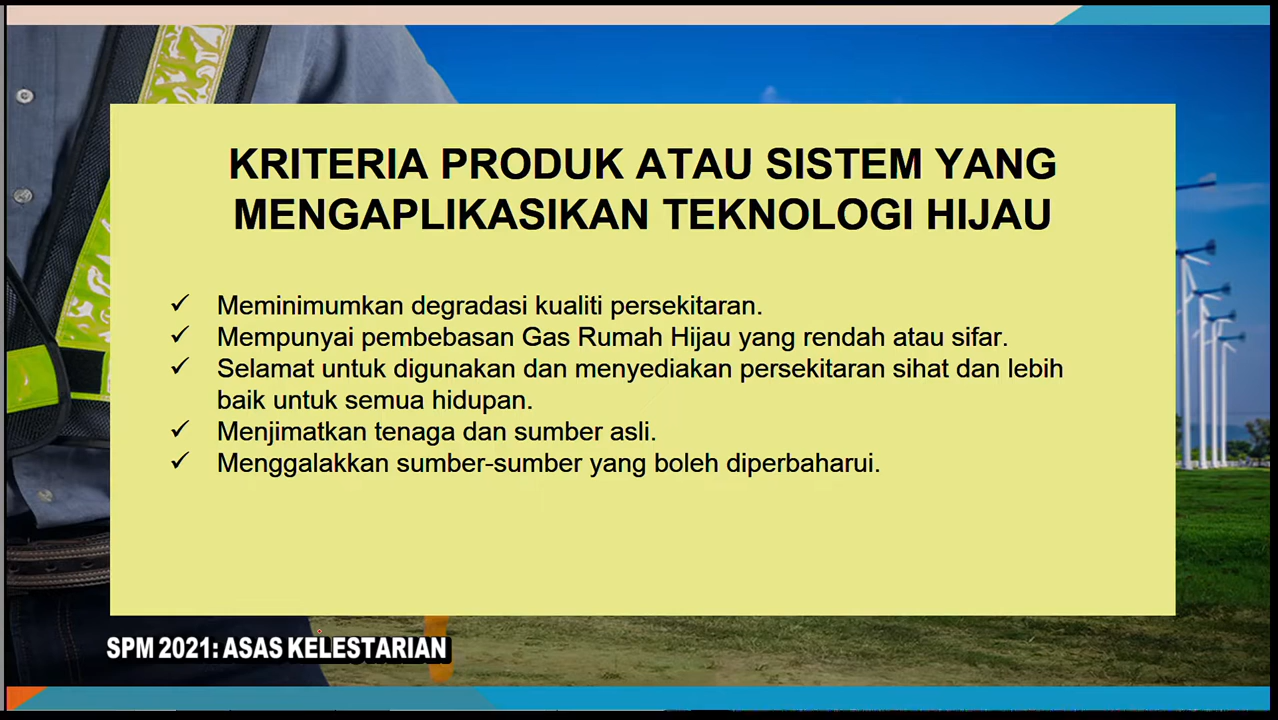 KRITERIA PRODUK ATAU SISTEM YANG
MENGAPLIKASIKAN TEKNOLOGI HIJAU
✓ Meminimumkan degradasi kualiti persekitaran.
✓ Mempunyai pembebasan Gas Rumah Hijau yang rendah atau sifar.
✓ Selamat untuk digunakan dan menyediakan persekitaran sihat dan lebih
baik untuk semua hidupan.
✓ Menjimatkan tenaga dan sumber asli.
✓ Menggalakkan sumber-sumber yang boleh diperbaharui.
SPM 2021: ASAS KELESTARIAN